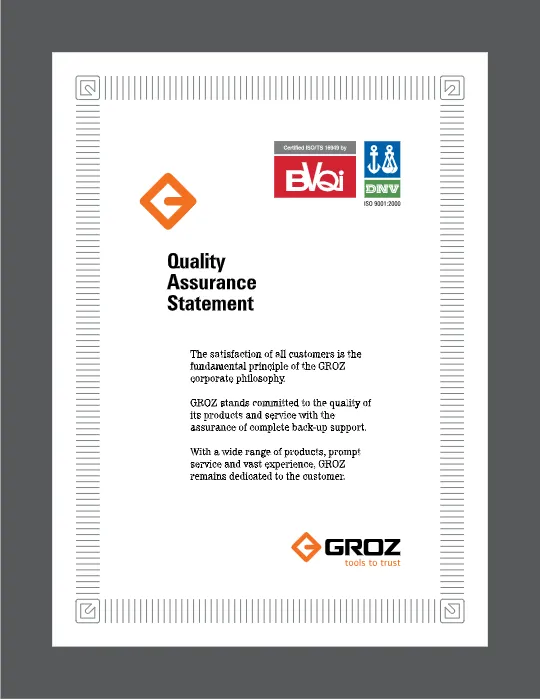 Certified ISO/TS 16949 by
BVQi
DNV
ISO 9001:2000
Quality
Assurance
Statement
The satisfaction of all customers is the
fundamental principle of the GROZ
corporate philosophy.
GROZ stands committed to the quality of
its products and service with the
assurance of complete back-up support.
With a wide range of products, prompt
service and vast experience, GROZ
remains dedicated to the customer.
GROZ
tools to trust